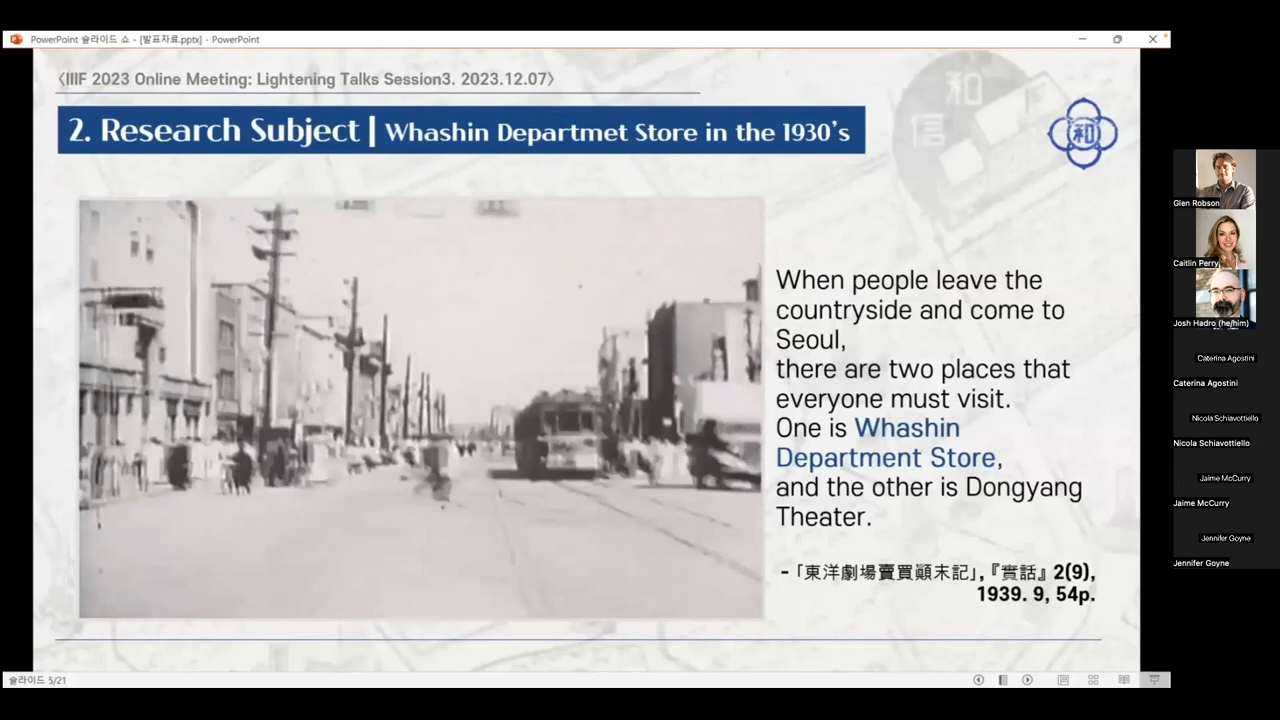 PowerPoint 슬라이드 쇼 - [발표자료.pptx] - PowerPoint
〈IIIF 2023 Online Meeting: Lightening Talks Session3. 2023.12.07〉
2. Research Subject | Whashin Departmet Store in the 1930's
和
信
和
When people leave the
countryside and come to
Seoul,
there are two places that
everyone must visit.
One is Whashin
Department Store,
and the other is Dongyang
Theater.
-「東洋劇場賣買顚末記」,『實話』 2(9),
1939. 9, 54p.
슬라이드 5/21
Glen Robson
Caitlin Perry
Josh Hadro (he/him)
Caterina Agostini
Caterina Agostini
Nicola Schiavottiello
Nicola Schiavottiello
Jaime McCurry
Jaime McCurry
Jennifer Goyne
Jennifer Goyne